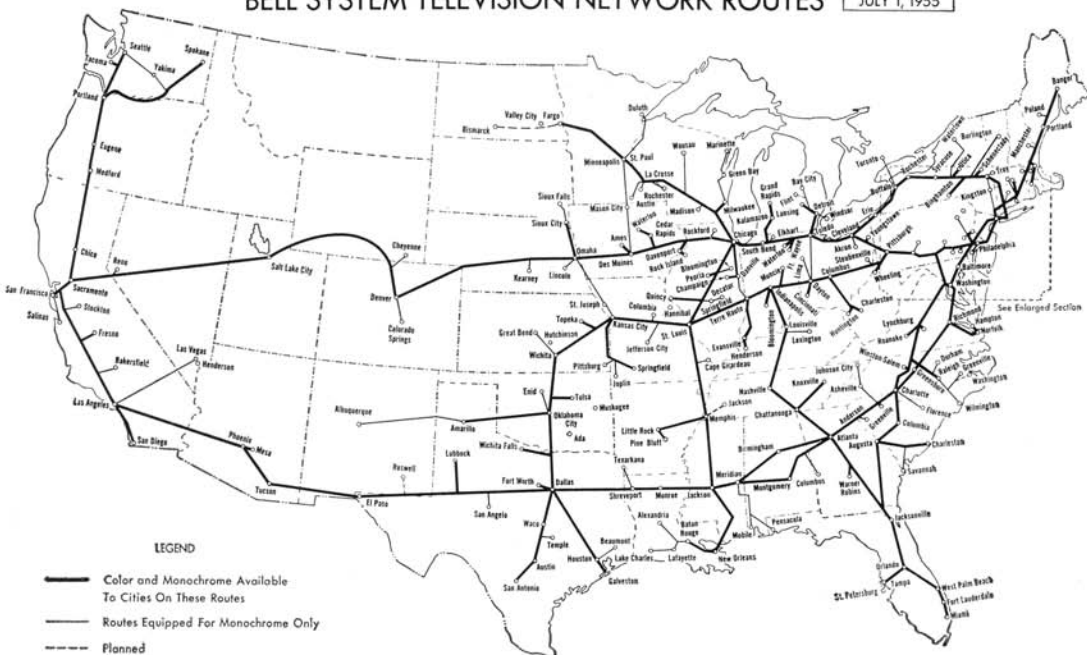 BELL SYSTEM TELEVISION NETWORK ROUTES
JULY 1, 1955
Seattle
Spokane
Tacoma
Yakima
Portland
Eugene
Medford
Chico
Reno
Sacramento
San Francisco
Stockton
Salinas
Fresno
Bakersfield
Las Vegas
Henderson
Los Angeles
San Diego
Phoenix
Mesa
Tucson
El Paso
Salt Lake City
Cheyenne
Denver
Colorado
Springs
Albuquerque
Amarillo
Roswell
Lubbock
San Angelo
Valley City
Fargo
Bismarck
Duluth
Minneapolis
St. Paul
Sioux Falls
Sioux City
Omaha
Kearney
Lincoln
Mason City
Austin
Rochester
La Crosse
Wausau
Marinette
Green Bay
Madison
Milwaukee
Rockford
Chicago
Waterloo
Cedar
Rapids
Ames
Des Moines
Davenport
Rock Island
Bloomington
Peoria
Champaign
Danville
Decatur
Springfield
Quincy
Hannibal
Columbia
Jefferson City
St. Louis
St. Joseph
Kansas City
Topeka
Great Bend
Hutchinson
Wichita
Pittsburg
Joplin
Springfield
Enid
Tulsa
Oklahoma
City
Muskogee
Ada
Wichita Falls
Fort Worth
Dallas
Waco
Temple
Austin
San Antonio
Houston
Galveston
Beaumont
Texarkana
Shreveport
Monroe
Jackson
Alexandria
Lake Charles
Lafayette
Baton
Rouge
New Orleans
Little Rock
Pine Bluff
Memphis
Jackson
Cape Girardeau
Meridian
Mobile
Pensacola
Birmingham
Montgomery
Columbus
Warner
Robins
Atlanta
Augusta
Savannah
Charleston
Columbia
Florence
Wilmington
Washington
Greenville
Durham
Raleigh
Greensboro
Charlotte
Winston-Salem
Greenville
Anderson
Asheville
Johnson City
Knoxville
Chattanooga
Nashville
Jacksonville
Orlando
Tampa
St. Petersburg
West Palm Beach
Fort Lauderdale
Miami
Grand
Rapids
Kalamazoo
Lansing
Flint
Bay City
Detroit
Windsor
Toledo
South Bend
Elkhart
Waterloo
Ft. Wayne
Lima
Muncie
Indianapolis
Terre Haute
Bloomington
Evansville
Henderson
Louisville
Lexington
Cincinnati
Dayton
Columbus
Huntington
Charleston
Wheeling
Steubenville
Pittsburgh
Youngstown
Akron
Cleveland
Erie
Buffalo
Toronto
Rochester
Syracuse
Watertown
Utica
Burlington
Schenectady
Binghamton
Kingston
Troy
Manchester
Poland
Portland
Bangor
Philadelphia
Baltimore
Washington
Richmond
Hampton
Norfolk
Lynchburg
Roanoke
See Enlarged Section
LEGEND
Color and Monochrome Available
To Cities On These Routes
Routes Equipped For Monochrome Only
Planned